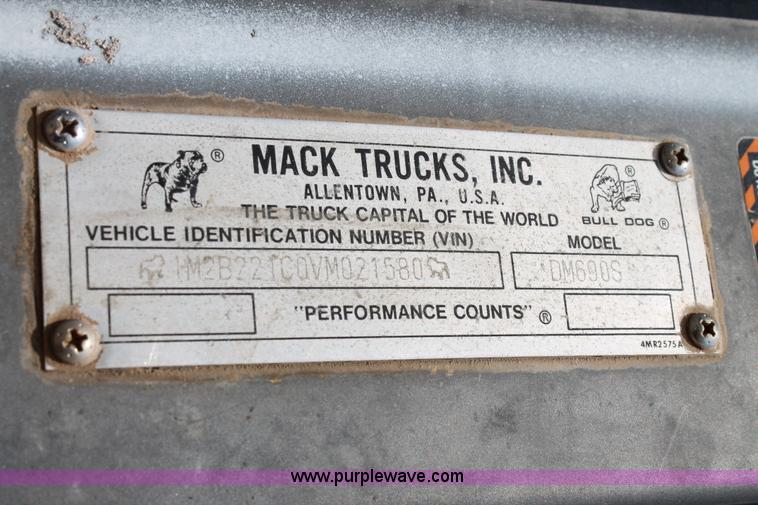 MACK TRUCKS, INC.
ALLENTOWN, PA., U.S.A.
THE TRUCK CAPITAL OF THE WORLD
BULL DOG ®
VEHICLE IDENTIFICATION NUMBER (VIN)
MODEL
1M2B221C0VM021580
DM690S
"PERFORMANCE COUNTS" ®
4MR2575A
www.purplewave.com